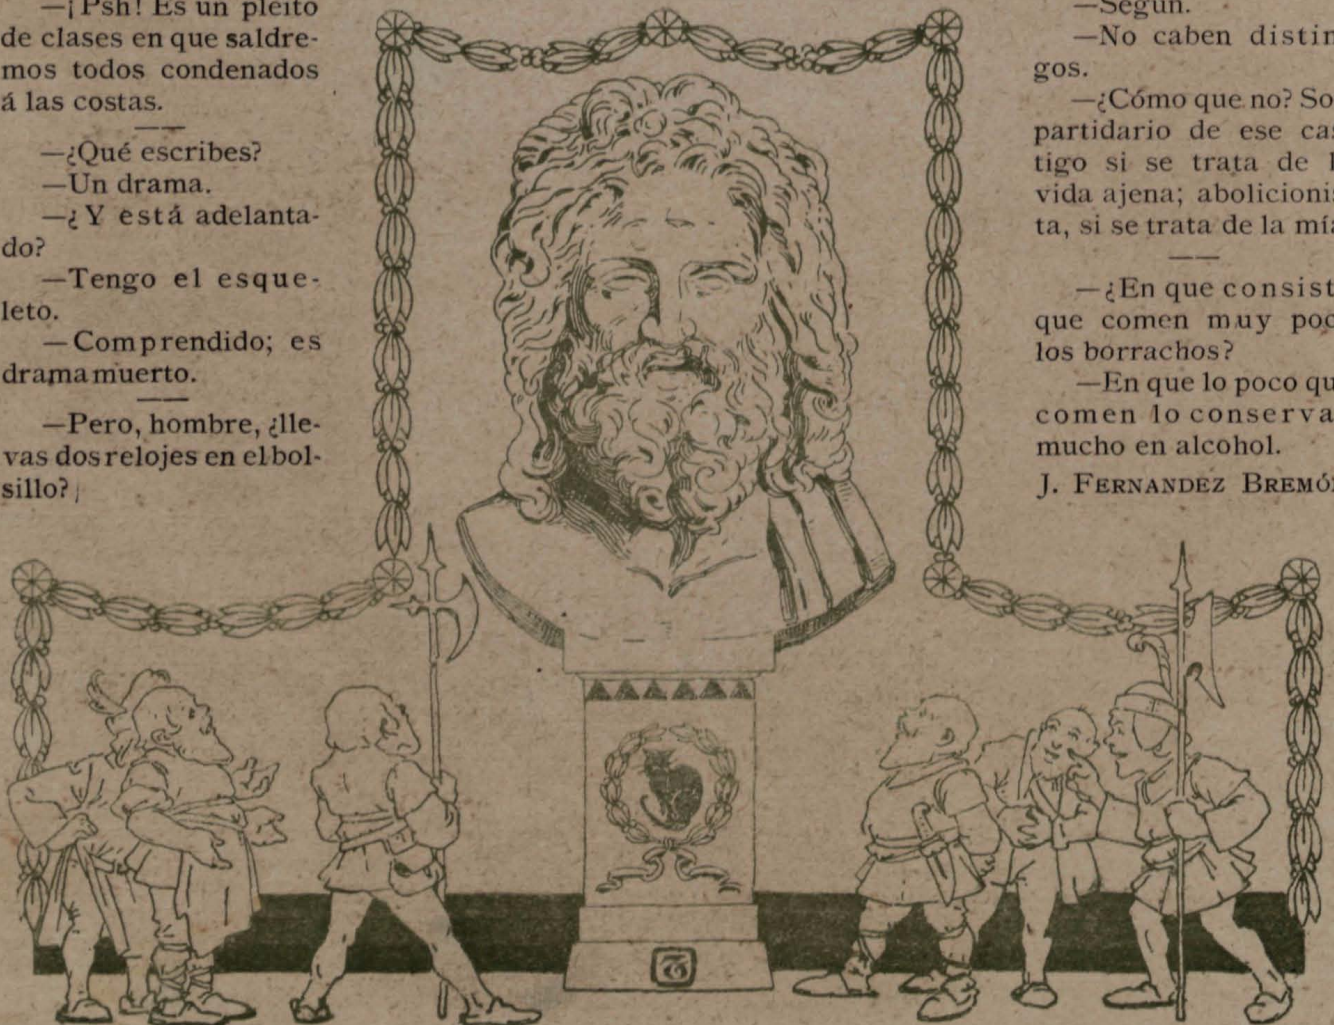 —¡Psh! Es un pleito
de clases en que saldre-
mos todos condenados
á las costas.
—¿Qué escribes?
—Un drama.
—¿Y está adelanta-
do?
—Tengo el esque-
leto.
—Comprendido; es
drama muerto.
—Pero, hombre, ¿lle-
vas dos relojes en el bol-
sillo?
—Según.
—No caben distin
gos.
—¿Cómo que no? So
partidario de ese cas
tigo si se trata de l
vida ajena; abolicionis
ta, si se trata de la mía
—¿En que consist
que comen muy poc
los borrachos?
—En que lo poco qu
comen lo conserva
mucho en alcohol.
J. FERNANDEZ BREMÓ